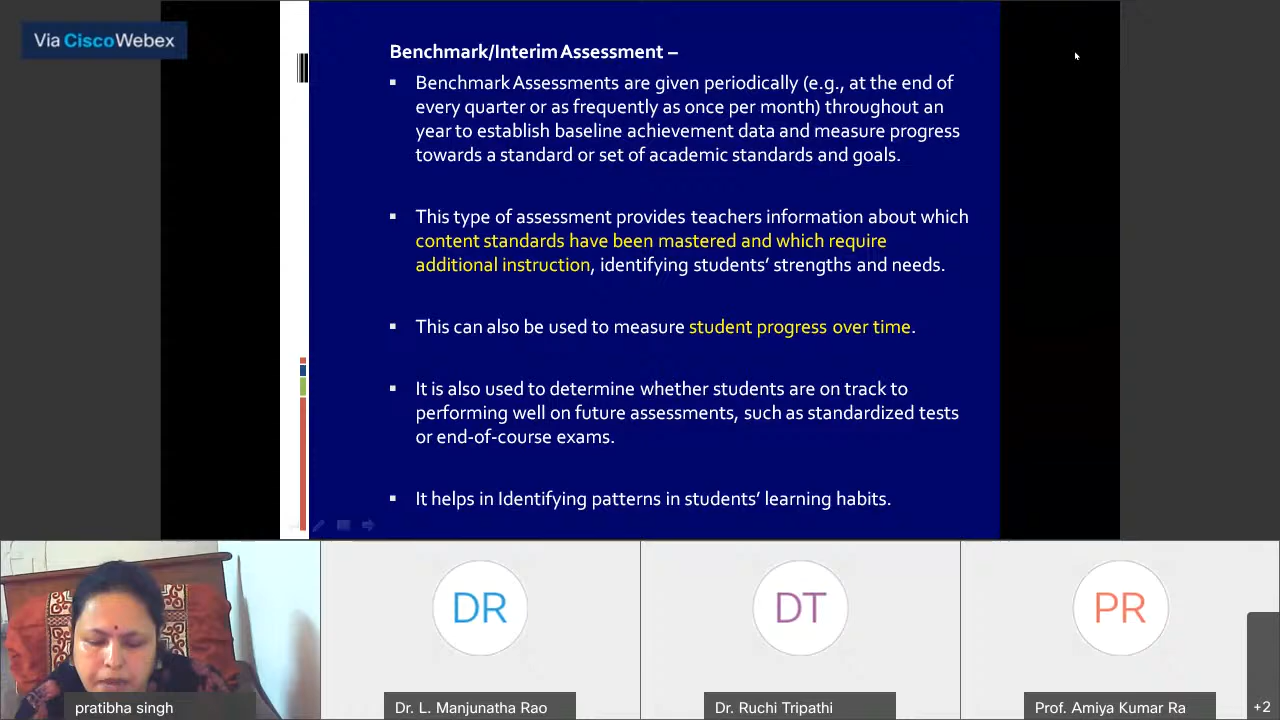 Via Cisco Webex
Benchmark/Interim Assessment –
▪ Benchmark Assessments are given periodically (e.g., at the end of
every quarter or as frequently as once per month) throughout an
year to establish baseline achievement data and measure progress
towards a standard or set of academic standards and goals.
▪ This type of assessment provides teachers information about which
content standards have been mastered and which require
additional instruction, identifying students’ strengths and needs.
▪ This can also be used to measure student progress over time.
▪ It is also used to determine whether students are on track to
performing well on future assessments, such as standardized tests
or end-of-course exams.
▪ It helps in Identifying patterns in students’ learning habits.
DR
DT
PR
pratibha singh
Dr. L. Manjunatha Rao
Dr. Ruchi Tripathi
Prof. Amiya Kumar Ra
+2